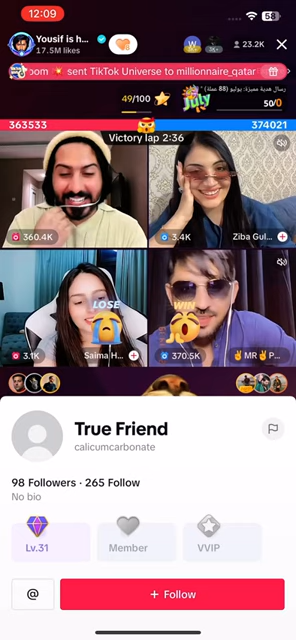 12:09
58
Yousif is h...
17.5M likes
23.2K
room 💥 sent TikTok Universe to millionnaire_qatar
49/100
July
رسال هدية مميزة: يوليو (88 عملة) '
50/0
363533
374021
Victory lap 2:36
360.4K
3.4K
Ziba Gul...
LOSE
WIN
3.1K
Saima H...
370.5K
✌MR✌P...
True Friend
calicumcarbonate
98 Followers · 265 Follow
No bio
Lv.31
Member
VVIP
@
+ Follow